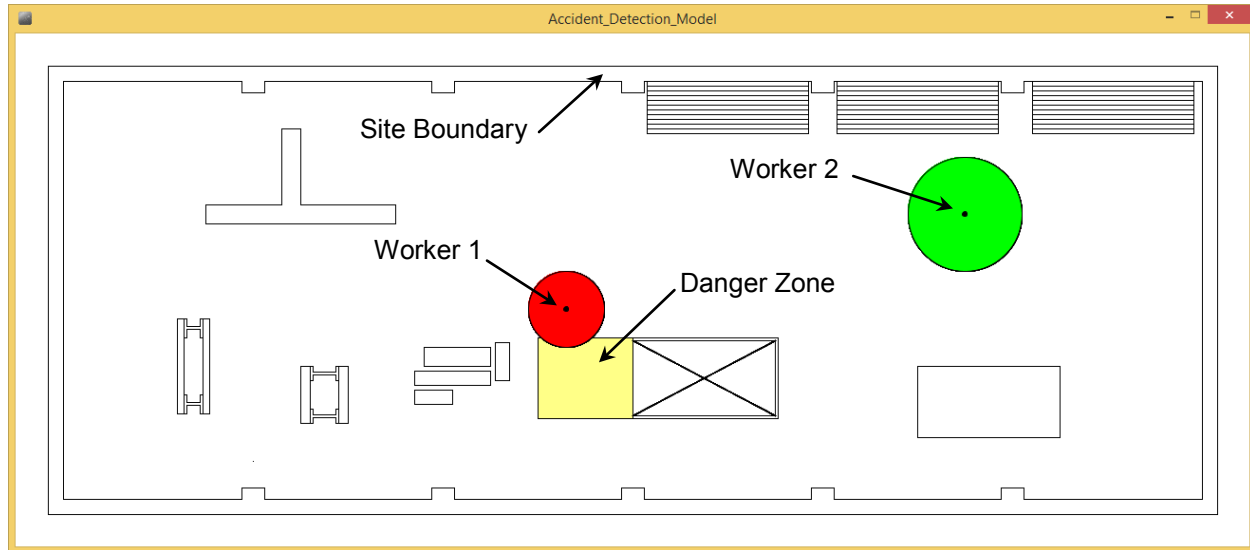 Accident_Detection_Model
Site Boundary
Worker 2
Worker 1
Danger Zone